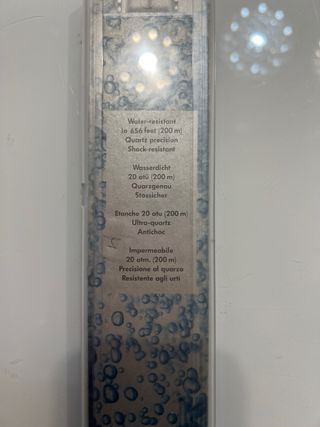 Water-resistant
to 656 feet (200 m)
Quartz precision
Shock-resistant
Wasserdicht
20 atü (200 m)
Quarzgenau
Stossicher
Etanche 20 atu (200 m)
Ultra-quartz
Antichoc
Impermeabile
20 atm. (200 m)
Precisione al quarzo
Resistente agli urti